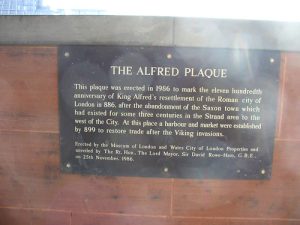 THE ALFRED PLAQUE
This plaque was erected in 1986 to mark the eleven hundredth
anniversary of King Alfred's resettlement of the Roman city of
London in 886, after the abandonment of the Saxon town which
had existed for some three centuries in the Strand area to the
west of the City. At this place a harbour and market were established
by 899 to restore trade after the Viking invasions.
Erected by the Museum of London and Wates City of London Properties and
unveiled by The Rt. Hon., The Lord Mayor, Sir David Rowe-Ham, G.B.E.,
on 25th November, 1986.